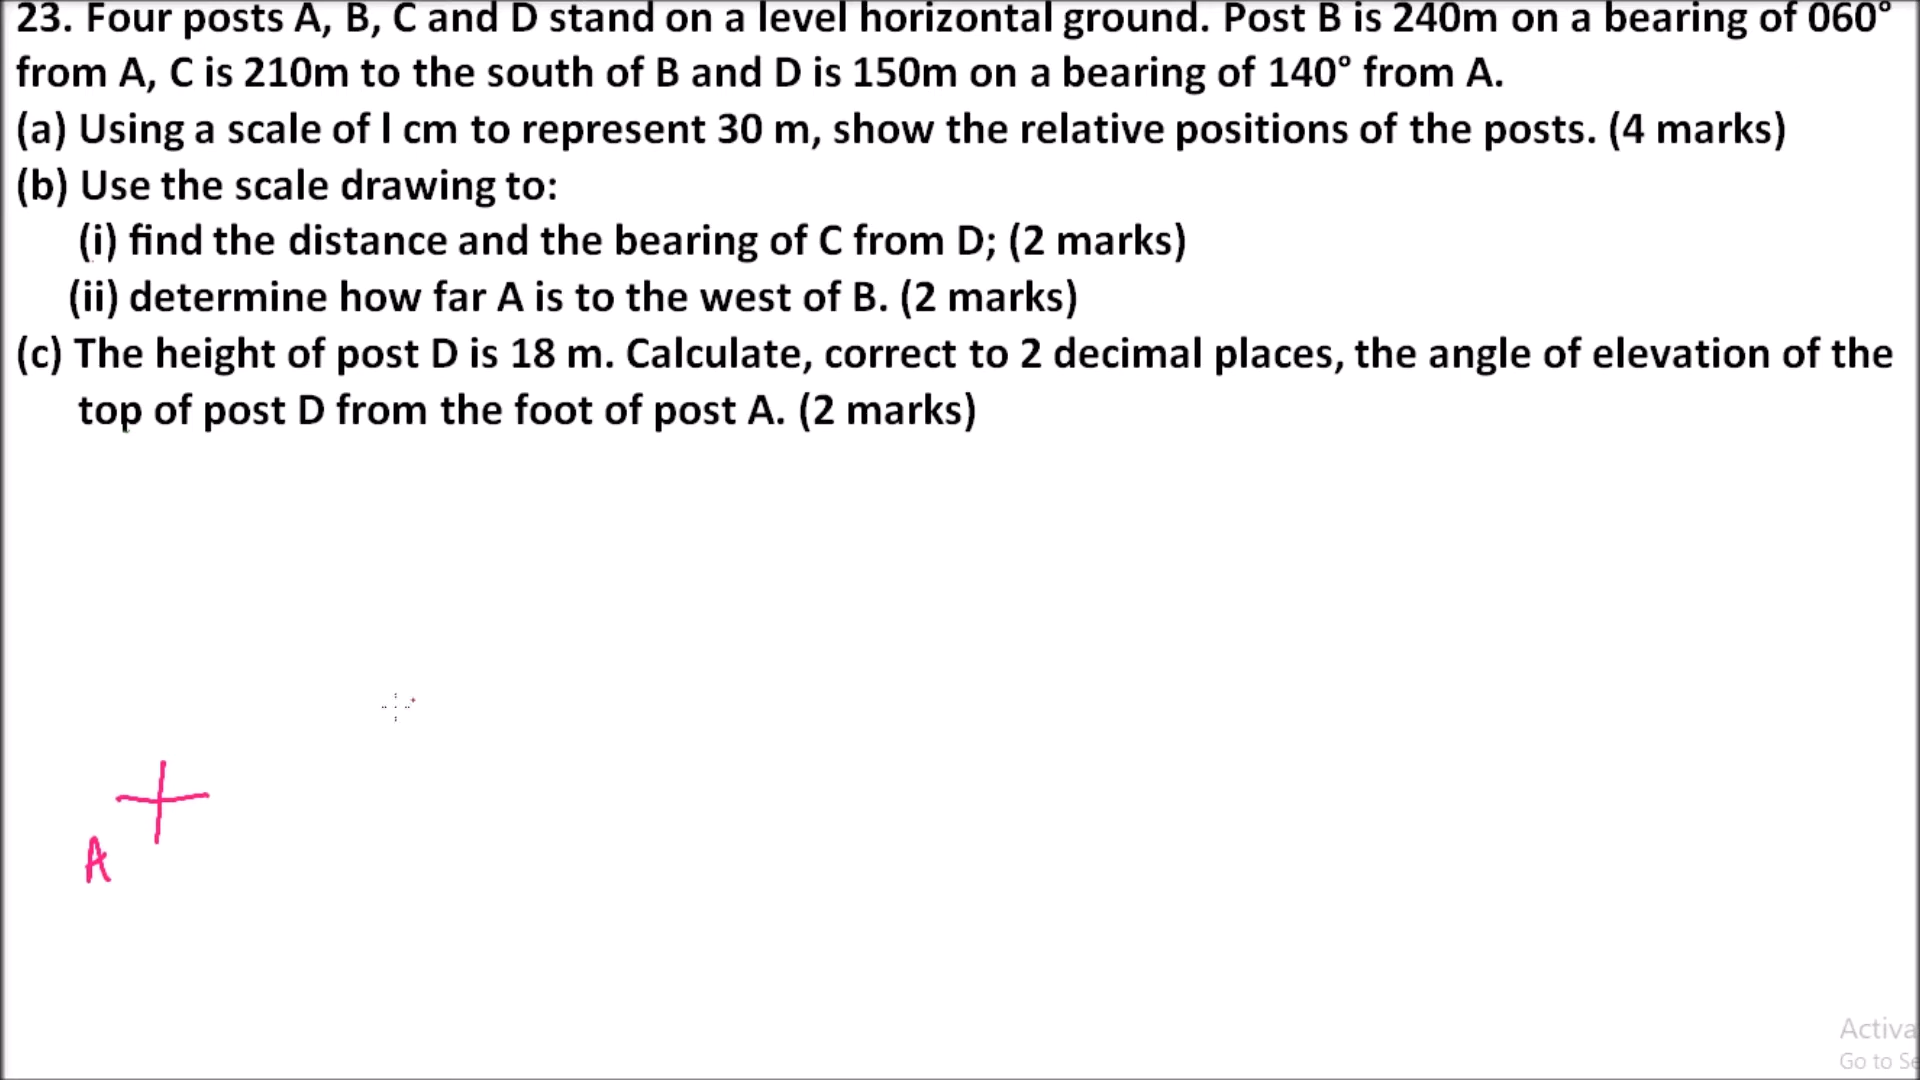 23. Four posts A, B, C and D stand on a level horizontal ground. Post B is 240m on a bearing of 060°
from A, C is 210m to the south of B and D is 150m on a bearing of 140° from A.
(a) Using a scale of l cm to represent 30 m, show the relative positions of the posts. (4 marks)
(b) Use the scale drawing to:
(i) find the distance and the bearing of C from D; (2 marks)
(ii) determine how far A is to the west of B. (2 marks)
(c) The height of post D is 18 m. Calculate, correct to 2 decimal places, the angle of elevation of the
top of post D from the foot of post A. (2 marks)
A
Activa
Go to Se